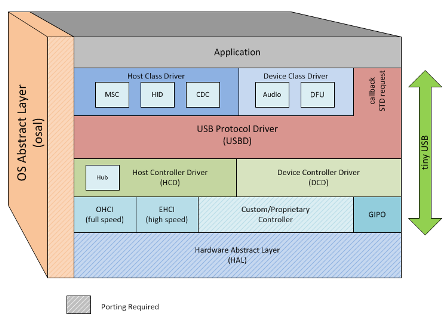 Application
Host Class Driver
Device Class Driver
MSC
HID
CDC
Audio
DFU
callback
STD request
USB Protocol Driver
(USBD)
Hub
Host Controller Driver
(HCD)
Device Controller Driver
(DCD)
OHCI
(full speed)
EHCI
(high speed)
Custom/Proprietary
Controller
GIPO
Hardware Abstract Layer
(HAL)
OS Abstract Layer
(osal)
tiny USB
Porting Required